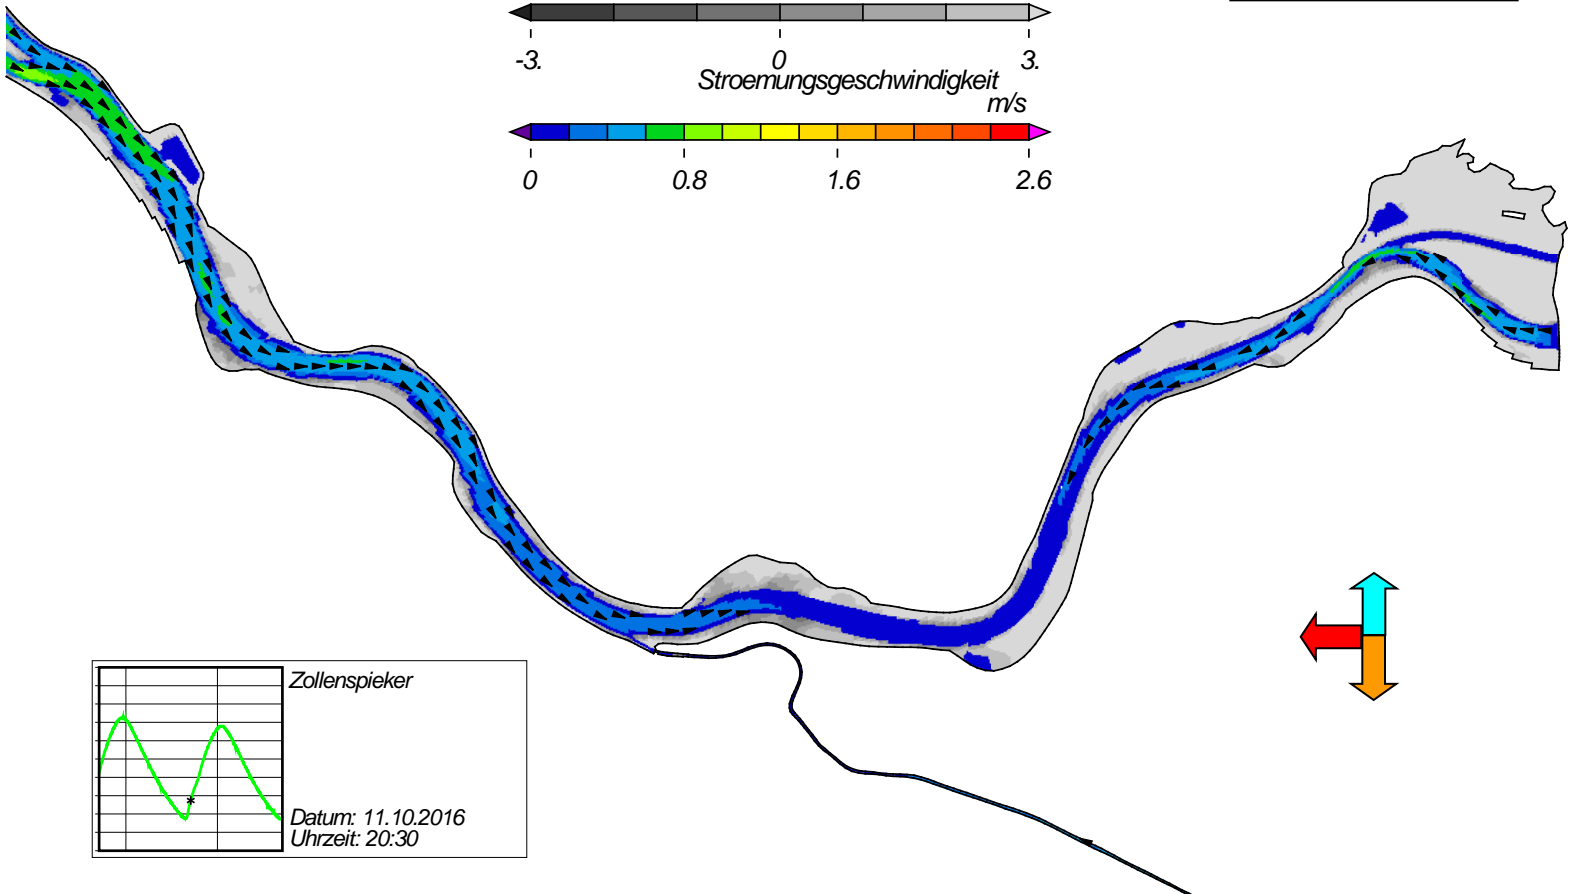 -3. 0 3.
Stroemungsgeschwindigkeit
m/s
0 0.8 1.6 2.6
Zollenspieker
Datum: 11.10.2016
Uhrzeit: 20:30